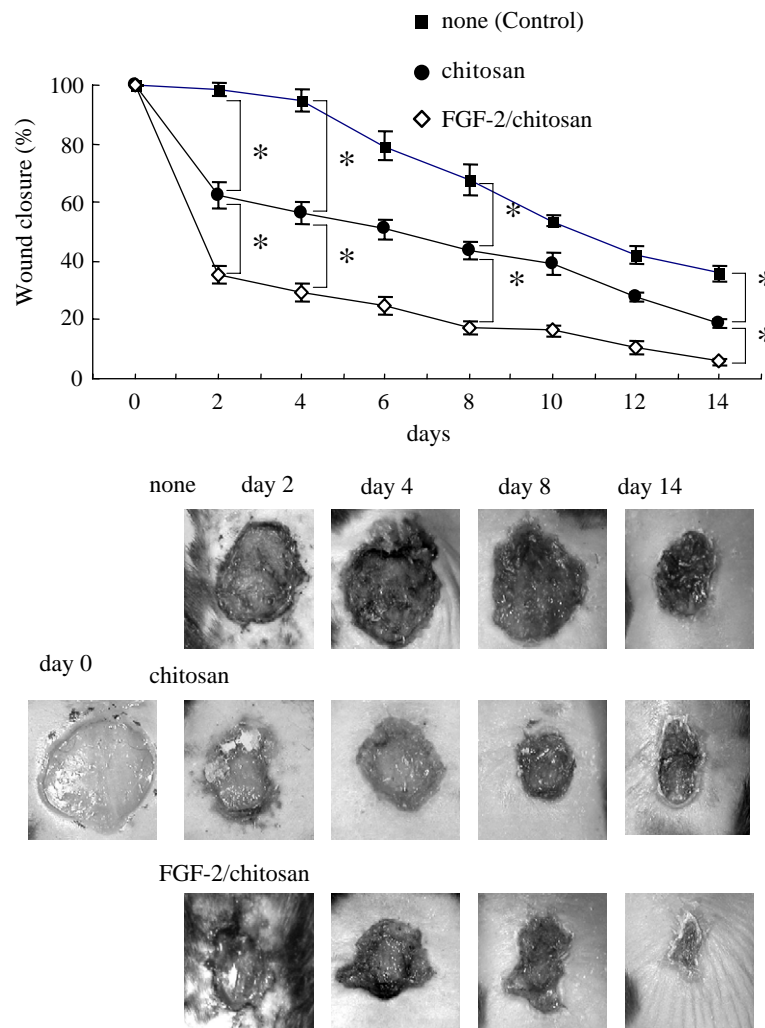 none (Control)
chitosan
FGF-2/chitosan
Wound closure (%)
100
80
60
40
20
0
* * *
* * *
*
*
0 2 4 6 8 10 12 14
days
none day 2 day 4 day 8 day 14
day 0
chitosan
FGF-2/chitosan